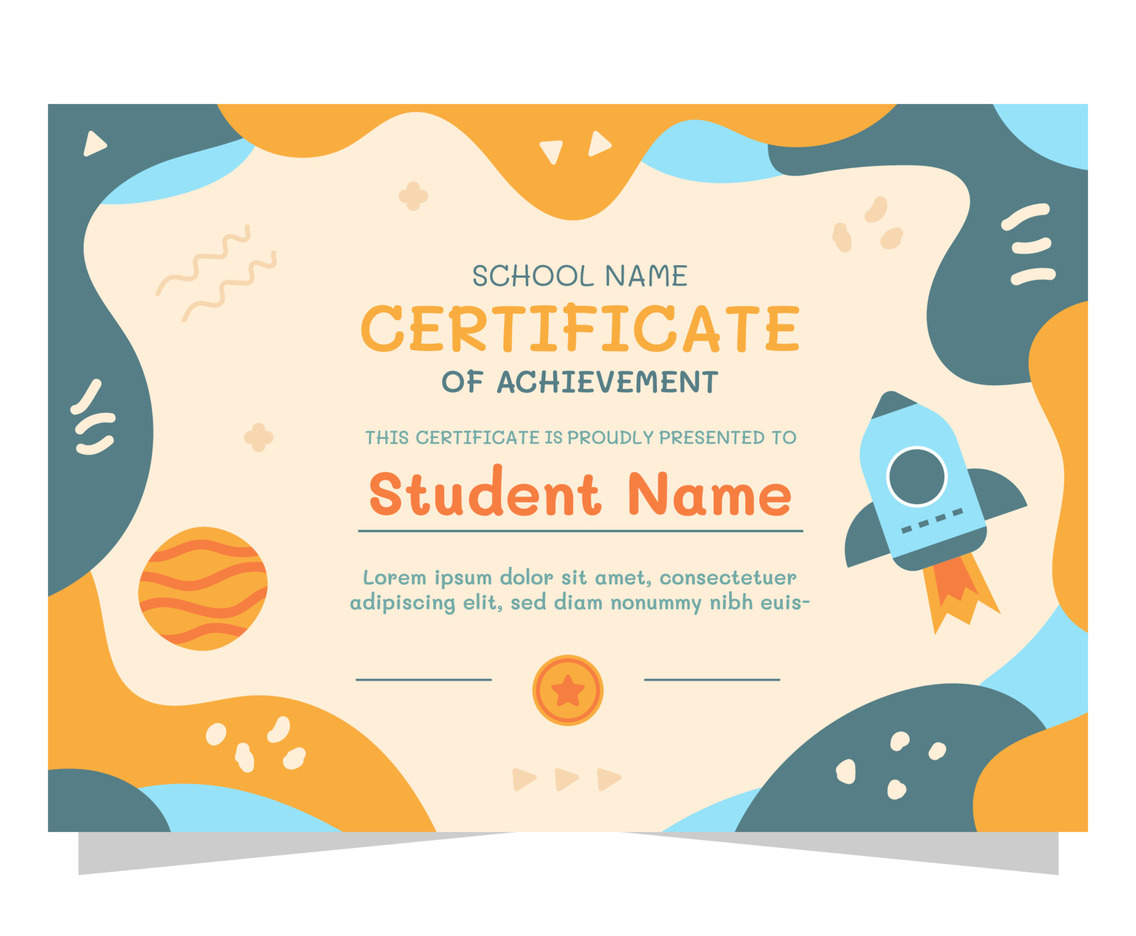 SCHOOL NAME
CERTIFICATE
OF ACHIEVEMENT
THIS CERTIFICATE IS PROUDLY PRESENTED TO
Student Name
Lorem ipsum dolor sit amet, consectetuer
adipiscing elit, sed diam nonummy nibh euis-